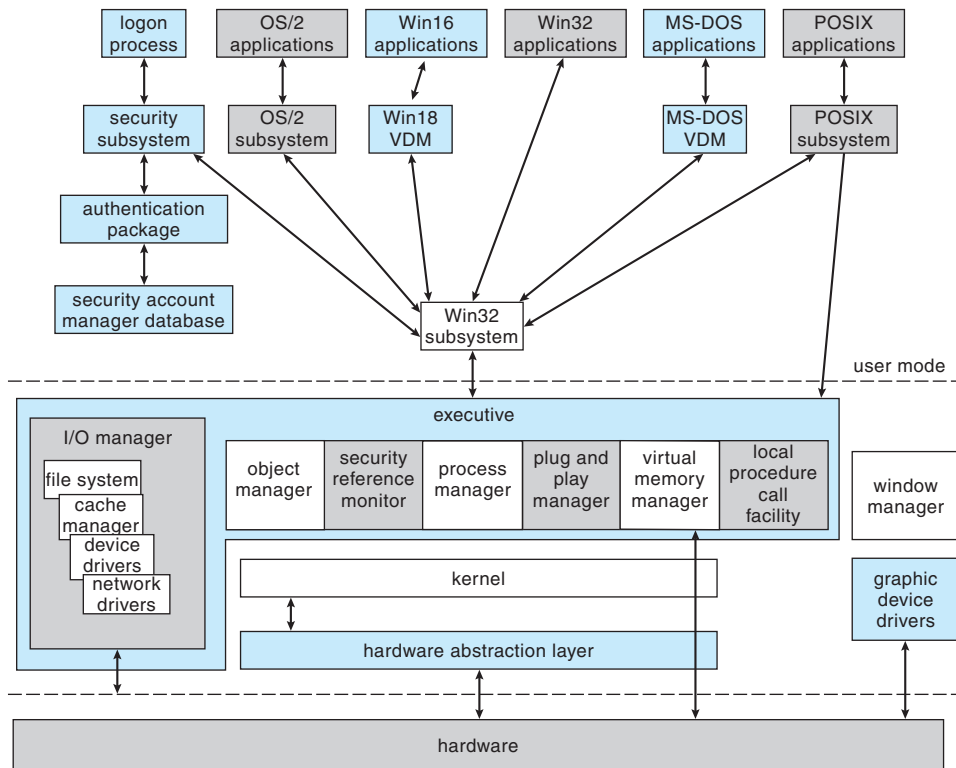 logon
process
OS/2
applications
Win16
applications
Win32
applications
MS-DOS
applications
POSIX
applications
security
subsystem
OS/2
subsystem
Win18
VDM
MS-DOS
VDM
POSIX
subsystem
authentication
package
security account
manager database
Win32
subsystem
user mode
executive
I/O manager
file system
cache
manager
device
drivers
network
drivers
object
manager
security
reference
monitor
process
manager
plug and
play
manager
virtual
memory
manager
local
procedure
call
facility
window
manager
kernel
graphic
device
drivers
hardware abstraction layer
hardware